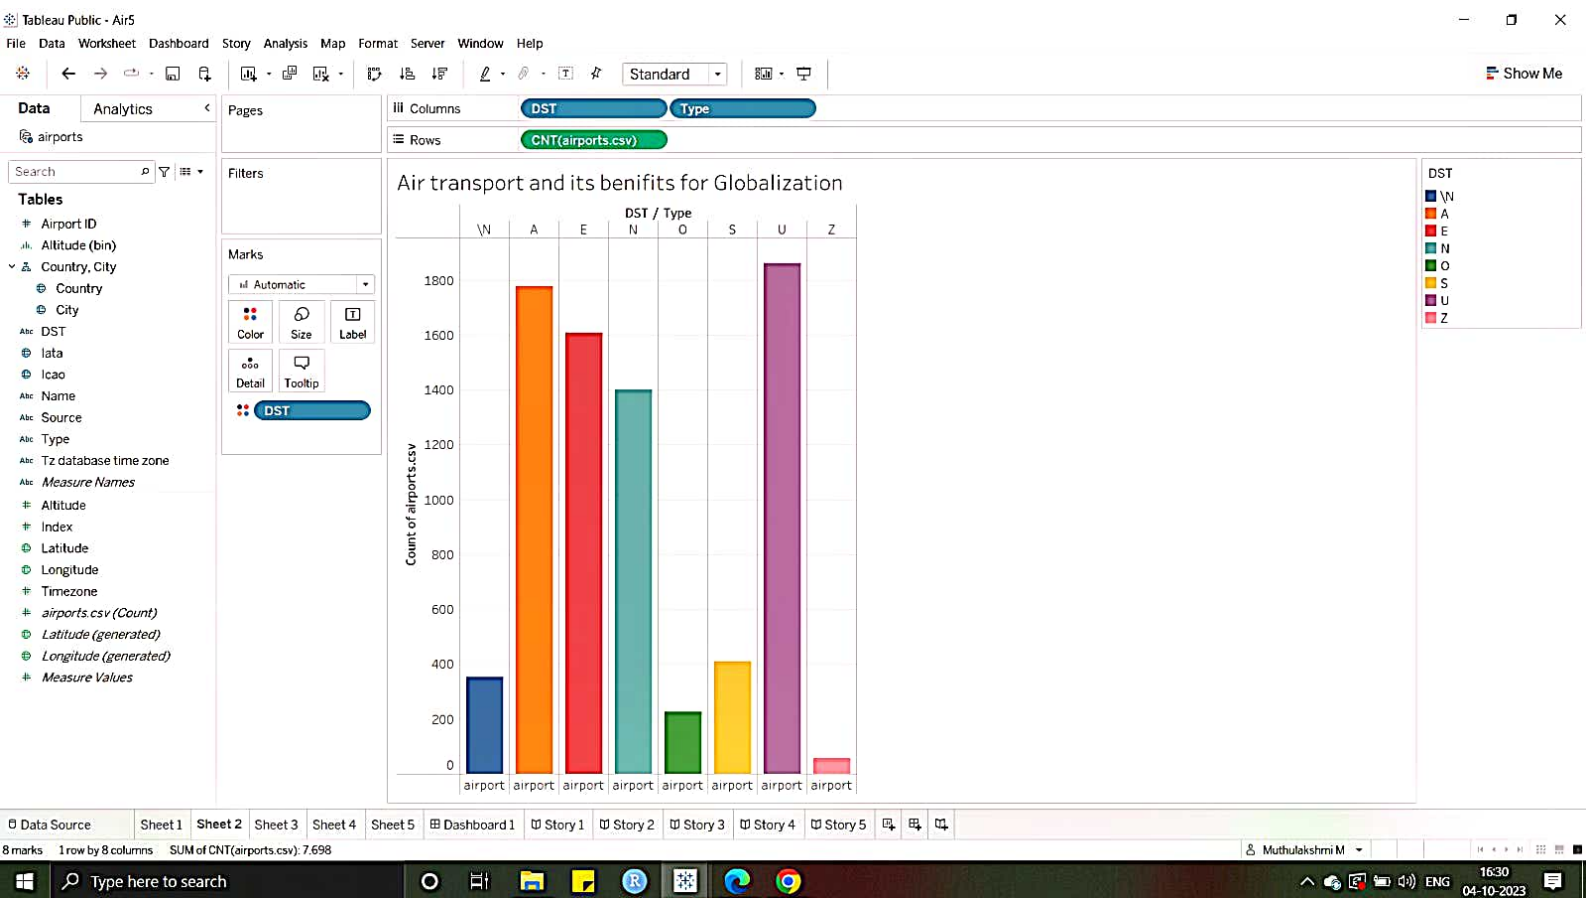 Tableau Public - Air5
File Data Worksheet Dashboard Story Analysis Map Format Server Window Help
Standard
Show Me
Data Analytics
Pages
Columns DST Type
airports
Rows CNT(airports.csv)
Search
Filters
Tables
Airport ID
Altitude (bin)
Country, City
Country
City
Abc DST
Iata
Icao
Abc Name
Abc Source
Abc Type
Abc Tz database time zone
Abc Measure Names
Altitude
Index
Latitude
Longitude
Timezone
airports.csv (Count)
Latitude (generated)
Longitude (generated)
Measure Values
Marks
Automatic
Color Size Label
Detail Tooltip
DST
Air transport and its benifits for Globalization
DST / Type
\N A E N O S U Z
Count of airports.csv
1800
1600
1400
1200
1000
800
600
400
200
0
airport airport airport airport airport airport airport airport
DST
\N
A
E
N
O
S
U
Z
Data Source Sheet 1 Sheet 2 Sheet 3 Sheet 4 Sheet 5 Dashboard 1 Story 1 Story 2 Story 3 Story 4 Story 5
8 marks 1 row by 8 columns SUM of CNT(airports.csv): 7.698 Muthulakshmi M
Type here to search
ENG
16:30
04-10-2023